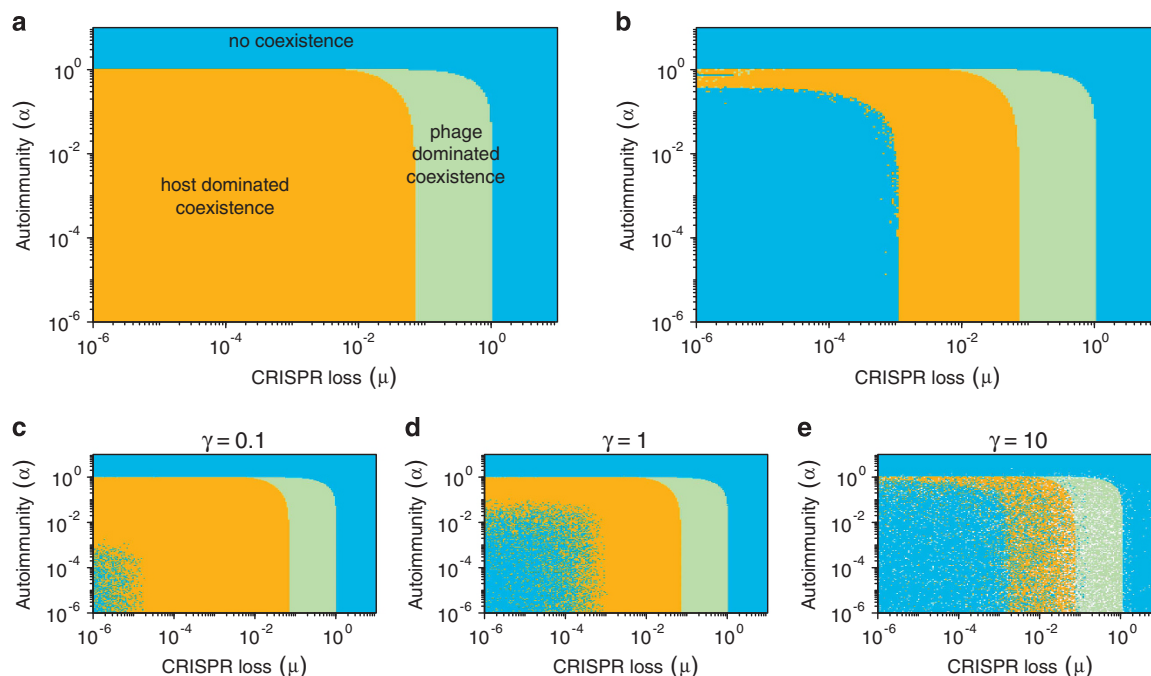 a
no coexistence
host dominated
coexistence
phage
dominated
coexistence
Autoimmunity (α)
10^0
10^-2
10^-4
10^-6
10^-6
10^-4
10^-2
10^0
CRISPR loss (μ)
b
Autoimmunity (α)
10^0
10^-2
10^-4
10^-6
10^-6
10^-4
10^-2
10^0
CRISPR loss (μ)
c
γ = 0.1
Autoimmunity (α)
10^0
10^-2
10^-4
10^-6
10^-6
10^-4
10^-2
10^0
CRISPR loss (μ)
d
γ = 1
Autoimmunity (α)
10^0
10^-2
10^-4
10^-6
10^-6
10^-4
10^-2
10^0
CRISPR loss (μ)
e
γ = 10
Autoimmunity (α)
10^0
10^-2
10^-4
10^-6
10^-6
10^-4
10^-2
10^0
CRISPR loss (μ)